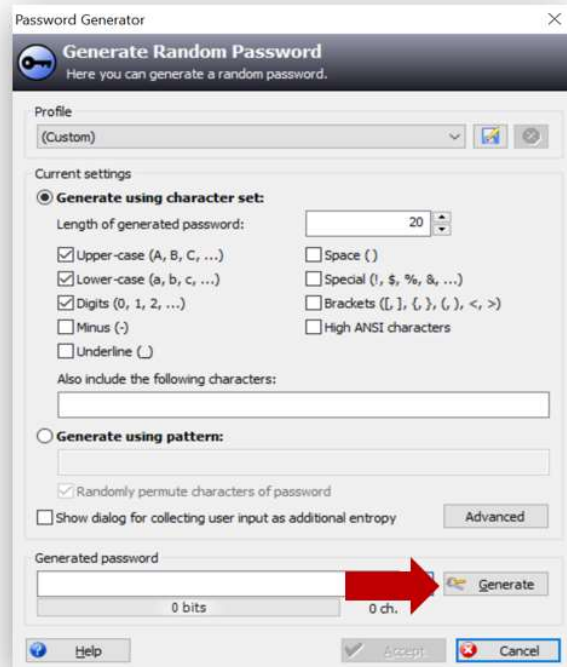 Password Generator
Generate Random Password
Here you can generate a random password.
Profile
(Custom)
Current settings
Generate using character set:
Length of generated password: 20
Upper-case (A, B, C, ...)
Space ( )
Lower-case (a, b, c, ...)
Special (!, $, %, &, ...)
Digits (0, 1, 2, ...)
Brackets ([, ], {, }, (, ), <, >)
Minus (-)
High ANSI characters
Underline (_)
Also include the following characters:
Generate using pattern:
Randomly permute characters of password
Show dialog for collecting user input as additional entropy
Advanced
Generated password
Generate
0 bits
0 ch.
Help
Accept
Cancel